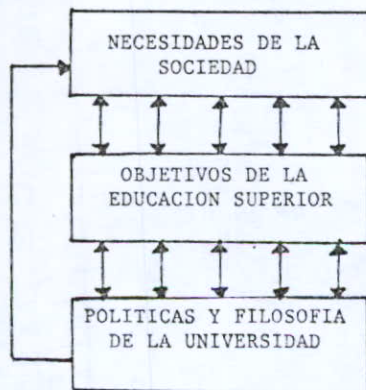 NECESIDADES DE LA
SOCIEDAD
OBJETIVOS DE LA
EDUCACION SUPERIOR
POLITICAS Y FILOSOFIA
DE LA UNIVERSIDAD